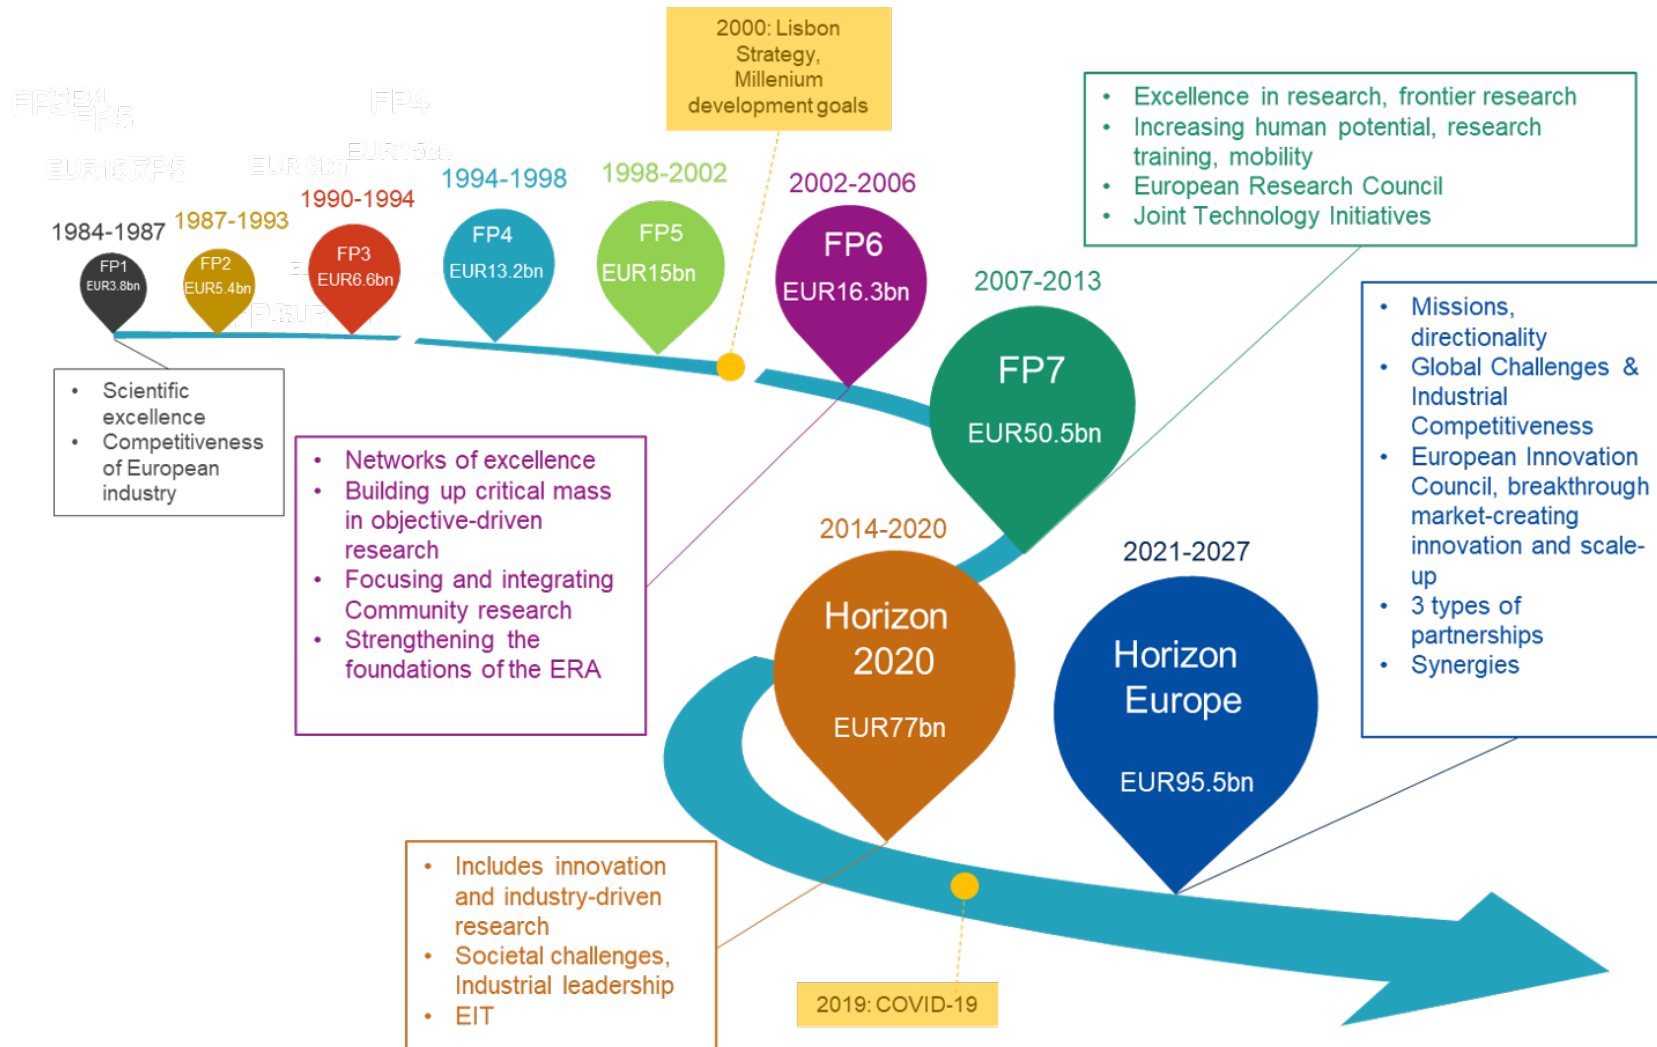 2000: Lisbon
Strategy,
Millenium
development goals
FP4
FP5
FP4
FP5
EUR15bn
1984-1987
FP1
EUR3.8bn
• Scientific
excellence
• Competitiveness
of European
industry
1987-1993
FP2
EUR5.4bn
1990-1994
FP3
EUR6.6bn
1994-1998
FP4
EUR13.2bn
1998-2002
FP5
EUR15bn
2002-2006
FP6
EUR16.3bn
• Networks of excellence
• Building up critical mass
in objective-driven
research
• Focusing and integrating
Community research
• Strengthening the
foundations of the ERA
2007-2013
FP7
EUR50.5bn
• Excellence in research, frontier research
• Increasing human potential, research
training, mobility
• European Research Council
• Joint Technology Initiatives
2014-2020
Horizon
2020
EUR77bn
• Includes innovation
and industry-driven
research
• Societal challenges,
Industrial leadership
• EIT
2019: COVID-19
2021-2027
Horizon
Europe
EUR95.5bn
• Missions,
directionality
• Global Challenges &
Industrial
Competitiveness
• European Innovation
Council, breakthrough
market-creating
innovation and scale-
up
• 3 types of
partnerships
• Synergies